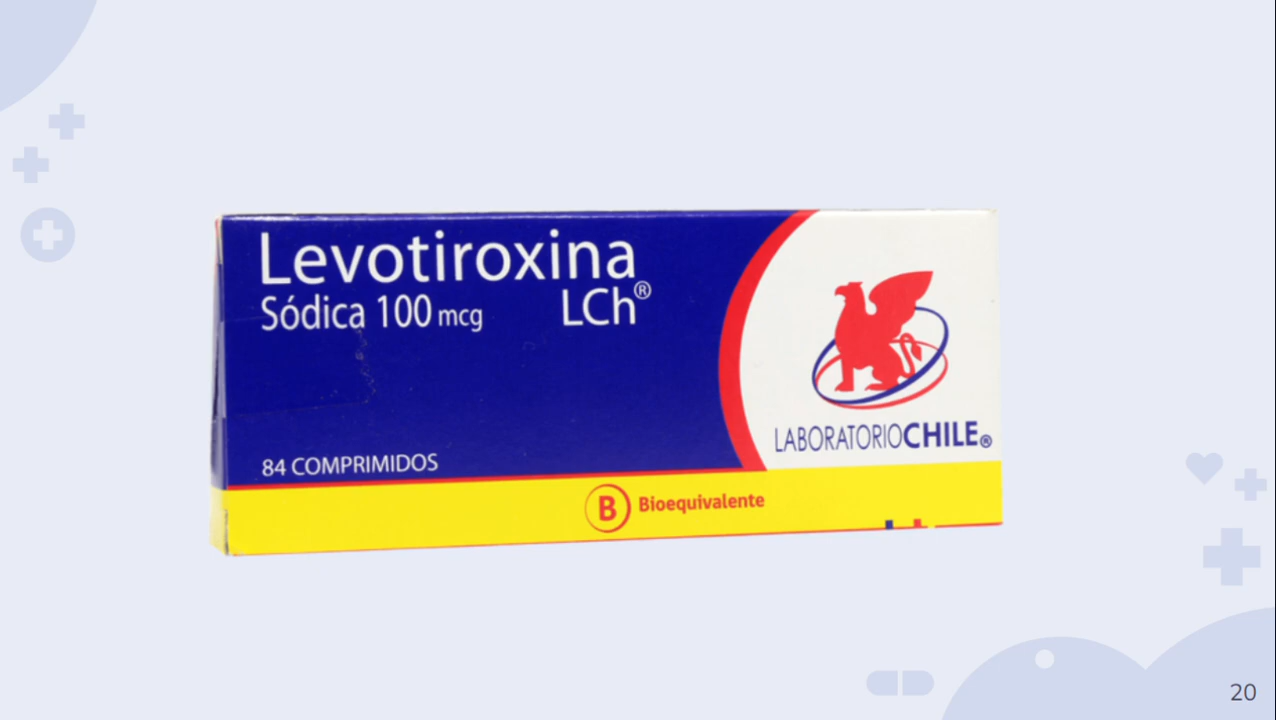 Levotiroxina
Sódica 100 mcg LCh®
84 COMPRIMIDOS
LABORATORIOCHILE®
B Bioequivalente
20